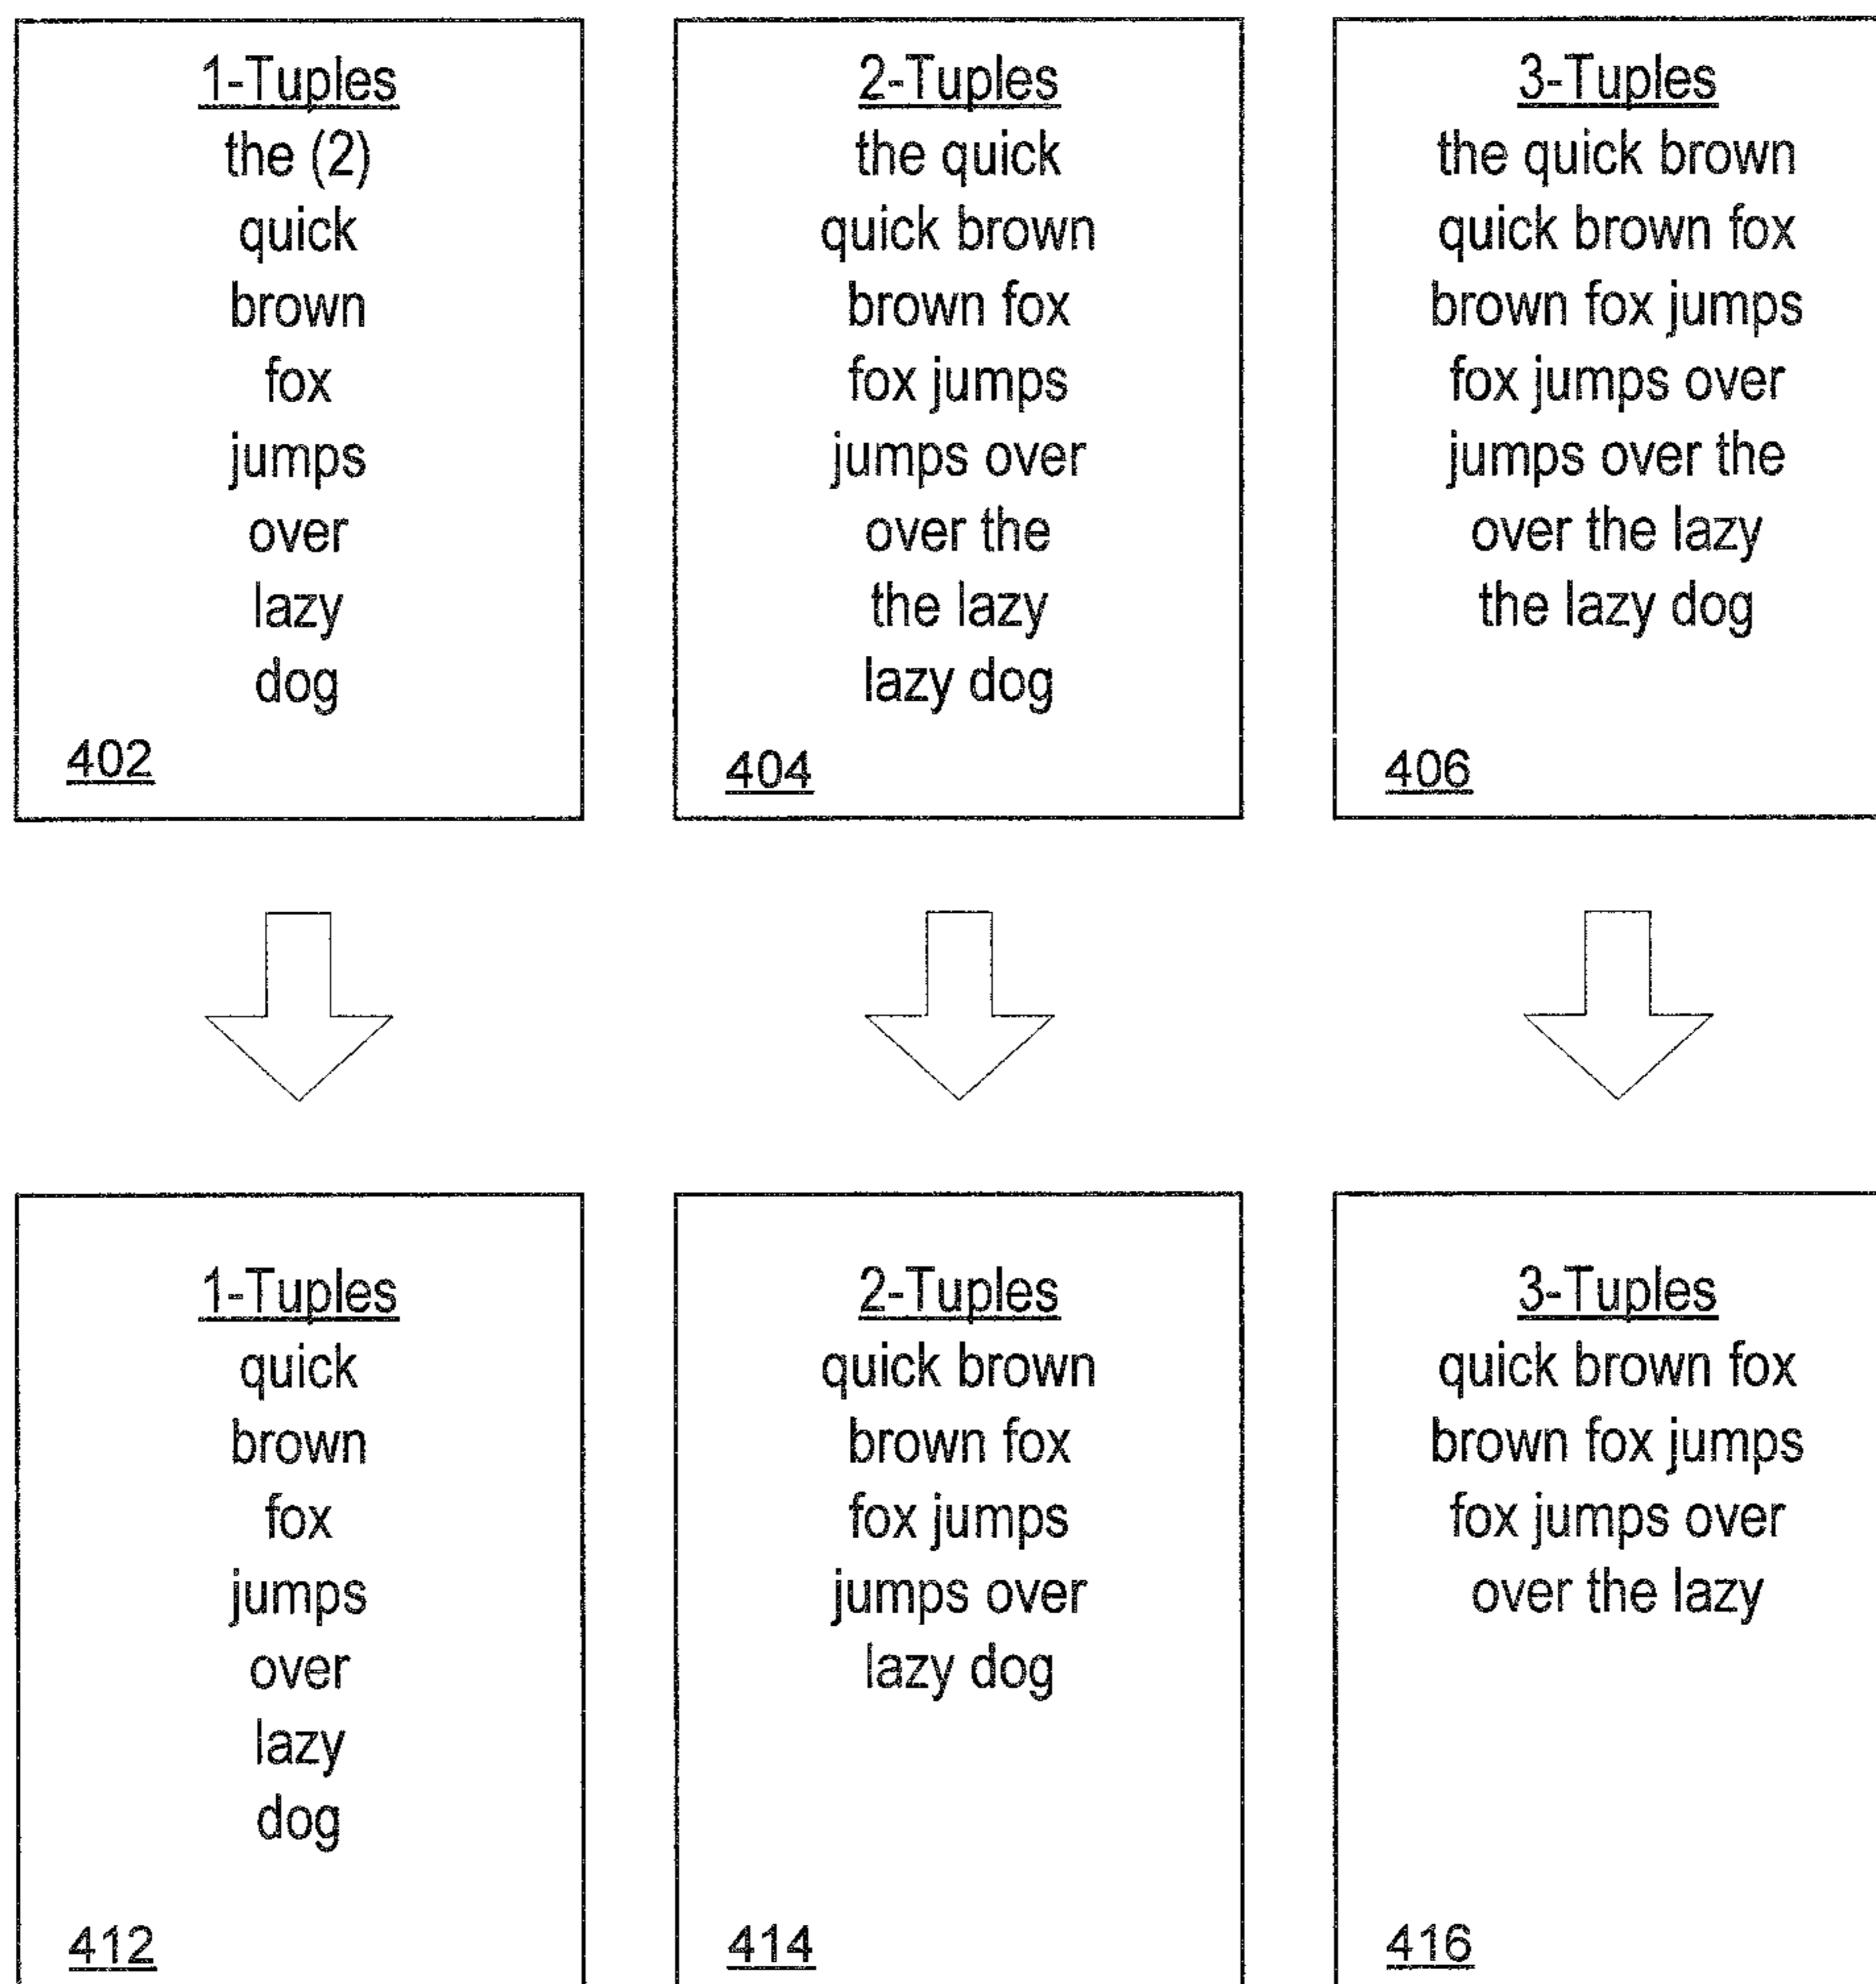 1-Tuples
the (2)
quick
brown
fox
jumps
over
lazy
dog
402
2-Tuples
the quick
quick brown
brown fox
fox jumps
jumps over
over the
the lazy
lazy dog
404
3-Tuples
the quick brown
quick brown fox
brown fox jumps
fox jumps over
jumps over the
over the lazy
the lazy dog
406
1-Tuples
quick
brown
fox
jumps
over
lazy
dog
412
2-Tuples
quick brown
brown fox
fox jumps
jumps over
lazy dog
414
3-Tuples
quick brown fox
brown fox jumps
fox jumps over
over the lazy
416